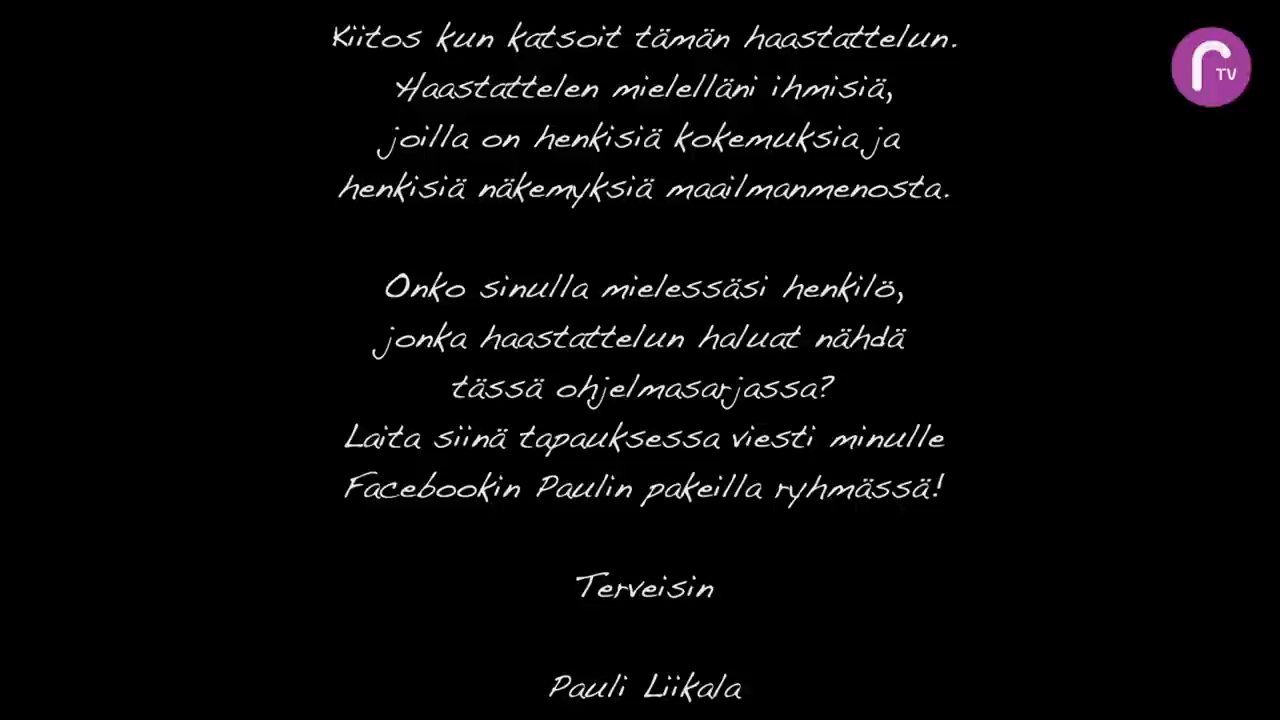 Kiitos kun katsoit tämän haastattelun.
Haastattelen mielelläni ihmisiä,
joilla on henkisiä kokemuksia ja
henkisiä näkemyksiä maailmanmenosta.
Onko sinulla mielessäsi henkilö,
jonka haastattelun haluat nähdä
tässä ohjelmasarjassa?
Laita siinä tapauksessa viesti minulle
Facebookin Paulin pakeilla ryhmässä!
Terveisin
Pauli Liikala
r TV